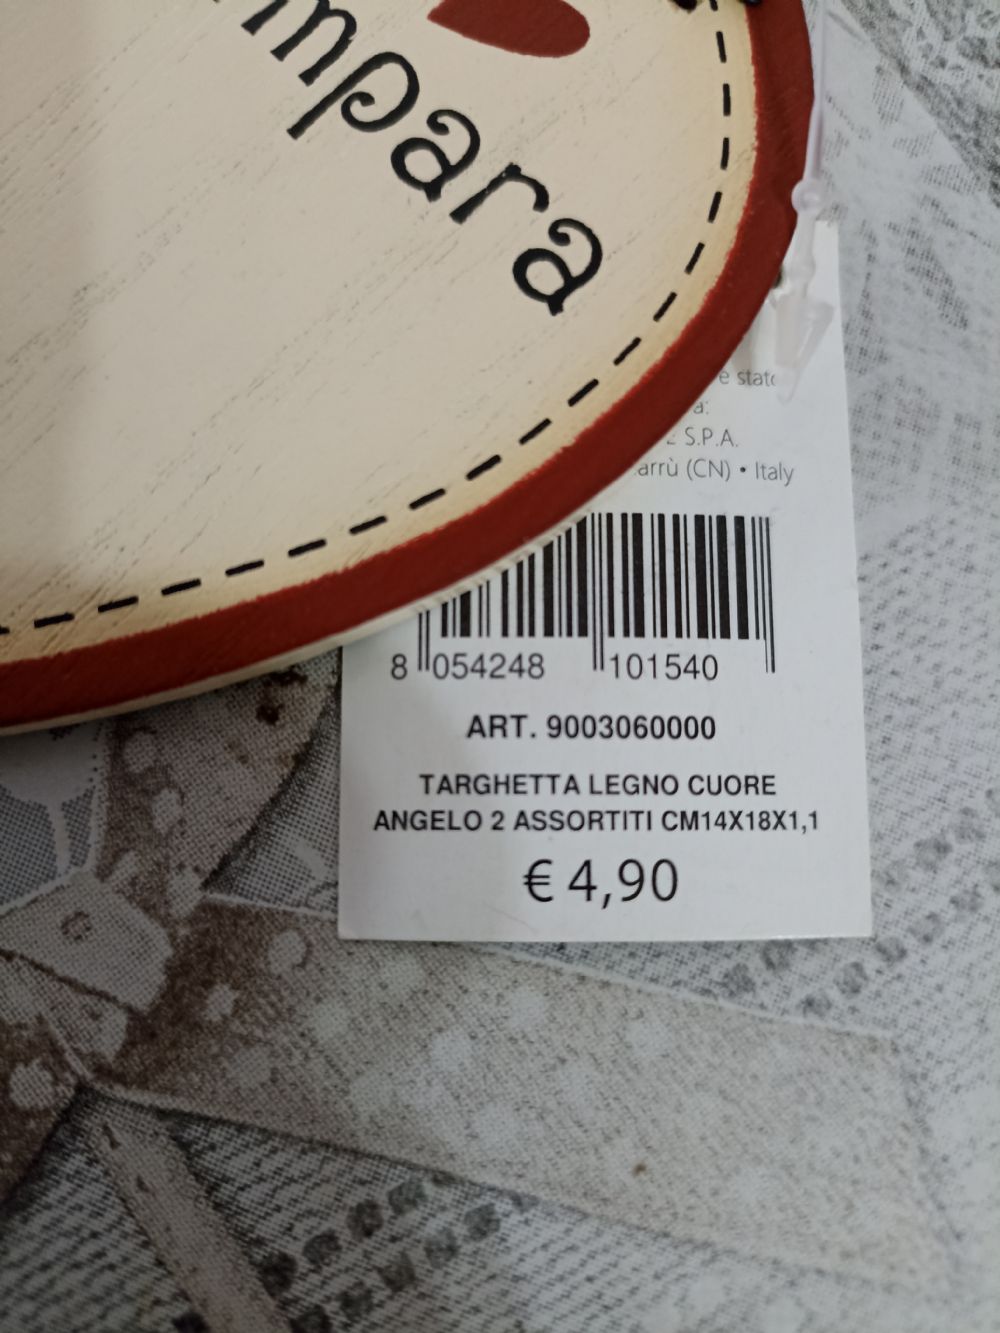 mpara
è stato
S.P.A.
arrù (CN) • Italy
8 054248 101540
ART. 9003060000
TARGHETTA LEGNO CUORE
ANGELO 2 ASSORTITI CM14X18X1,1
€ 4,90